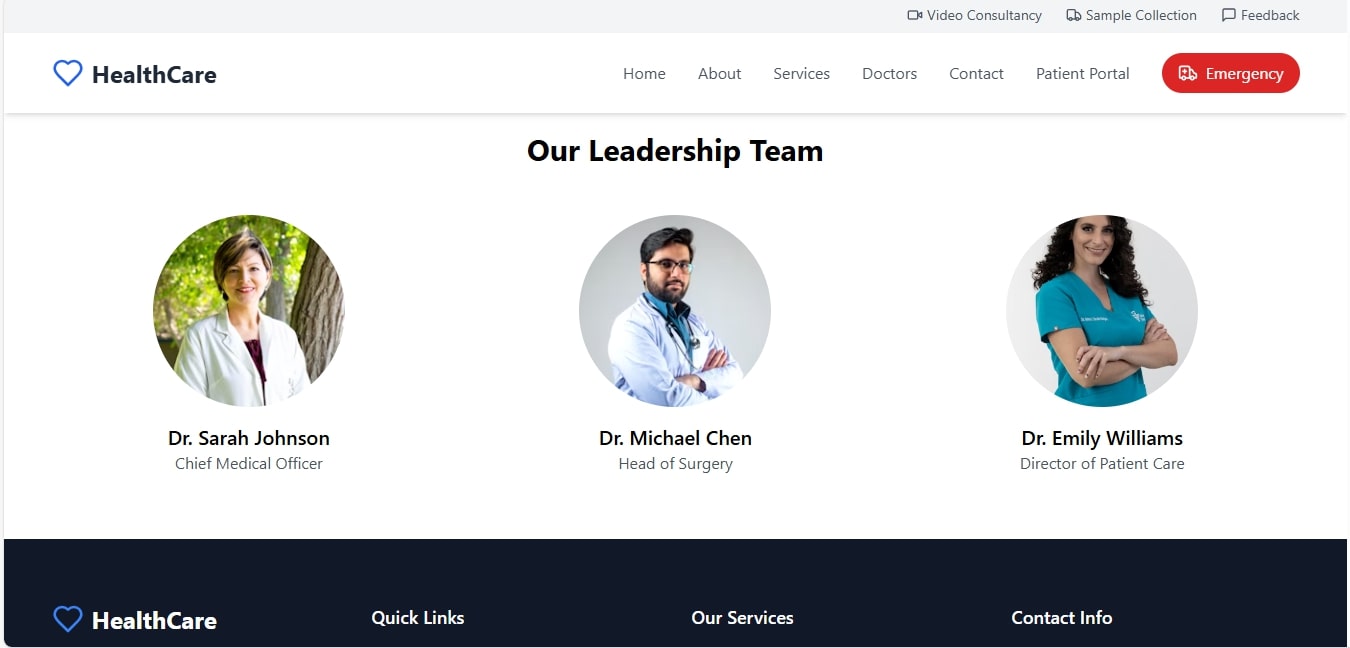 Video Consultancy Sample Collection Feedback
HealthCare Home About Services Doctors Contact Patient Portal Emergency
Our Leadership Team
Dr. Sarah Johnson Dr. Michael Chen Dr. Emily Williams
Chief Medical Officer Head of Surgery Director of Patient Care
HealthCare Quick Links Our Services Contact Info